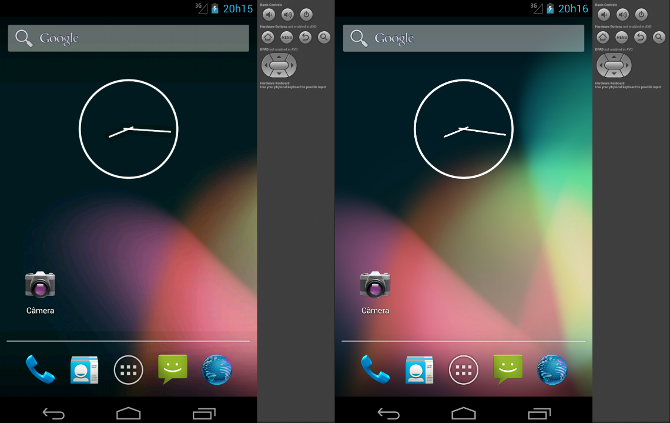 3G 20h15
Google
Câmera
Basic Controls
MENU
Hardware Buttons not enabled in AVD
DPAD not enabled in AVD
Hardware Keyboard
Use your physical keyboard to provide input
3G 20h16
Google
Câmera
Basic Controls
Hardware Buttons not enabled in AVD
MENU
DPAD not enabled in AVD
Hardware Keyboard
Use your physical keyboard to provide input